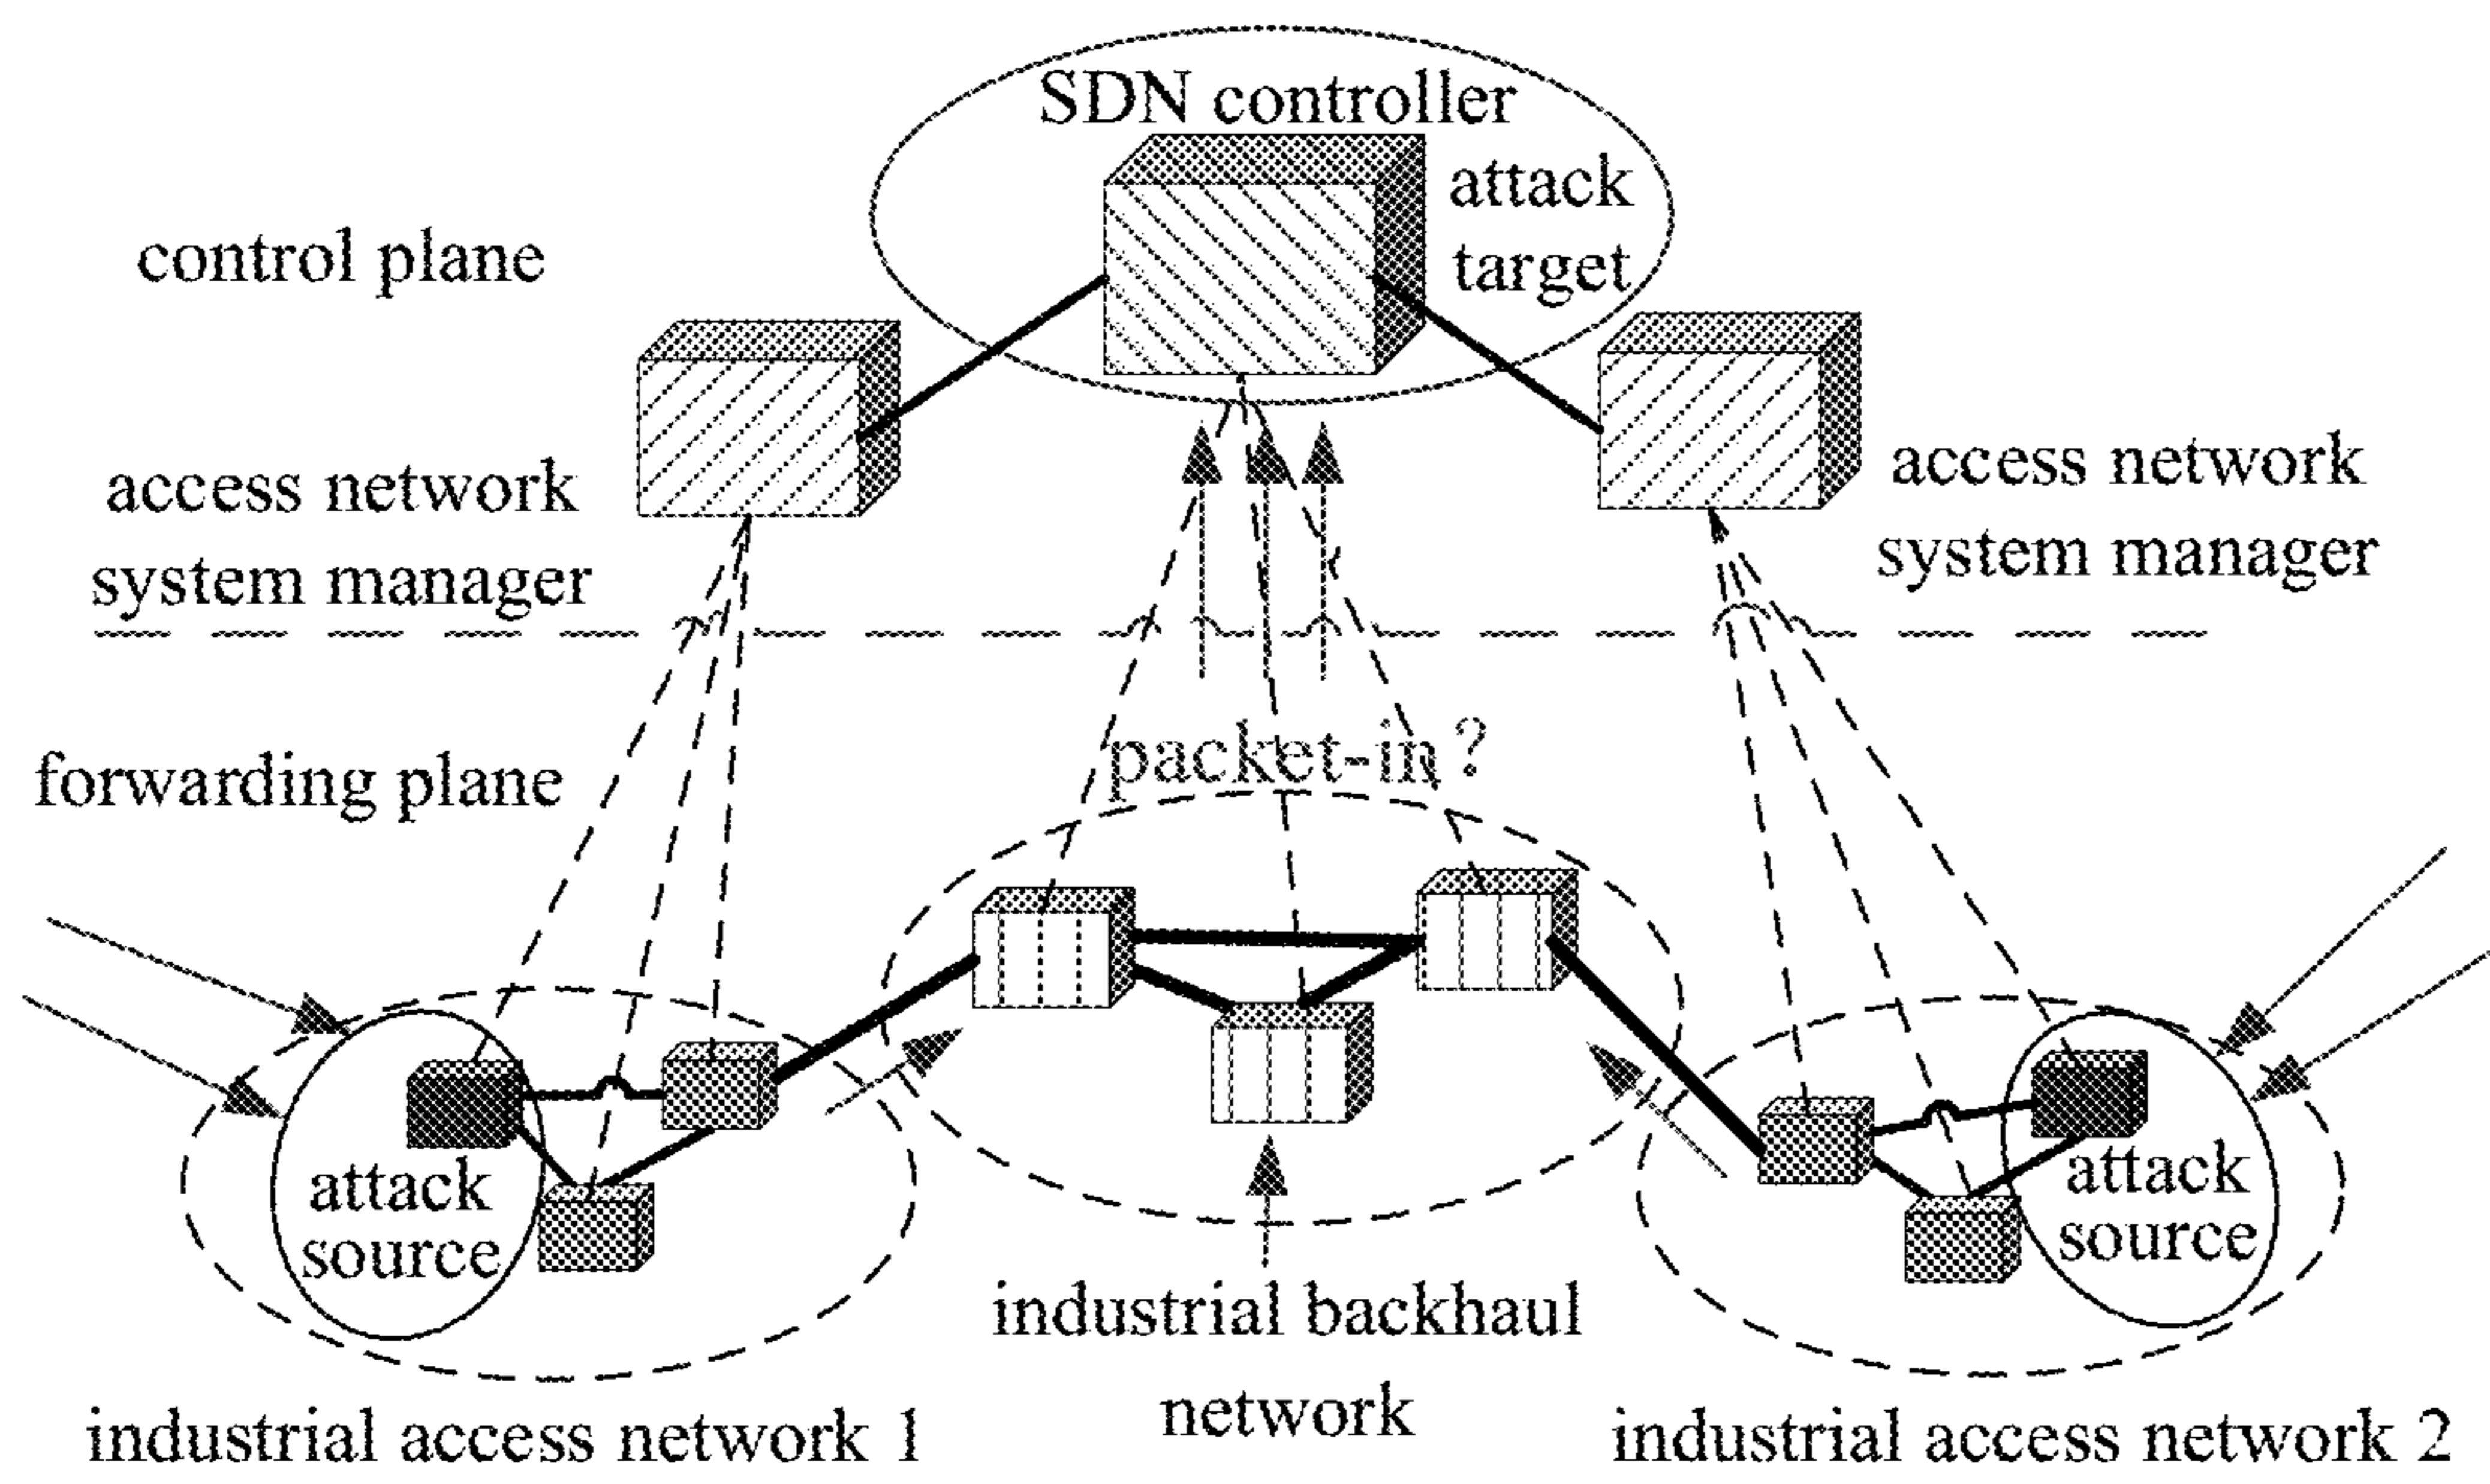 SDN controller
attack
target
control plane
access network
system manager
access network
system manager
forwarding plane
packet-in?
attack
source
attack
source
industrial backhaul
network
industrial access network 1
industrial access network 2